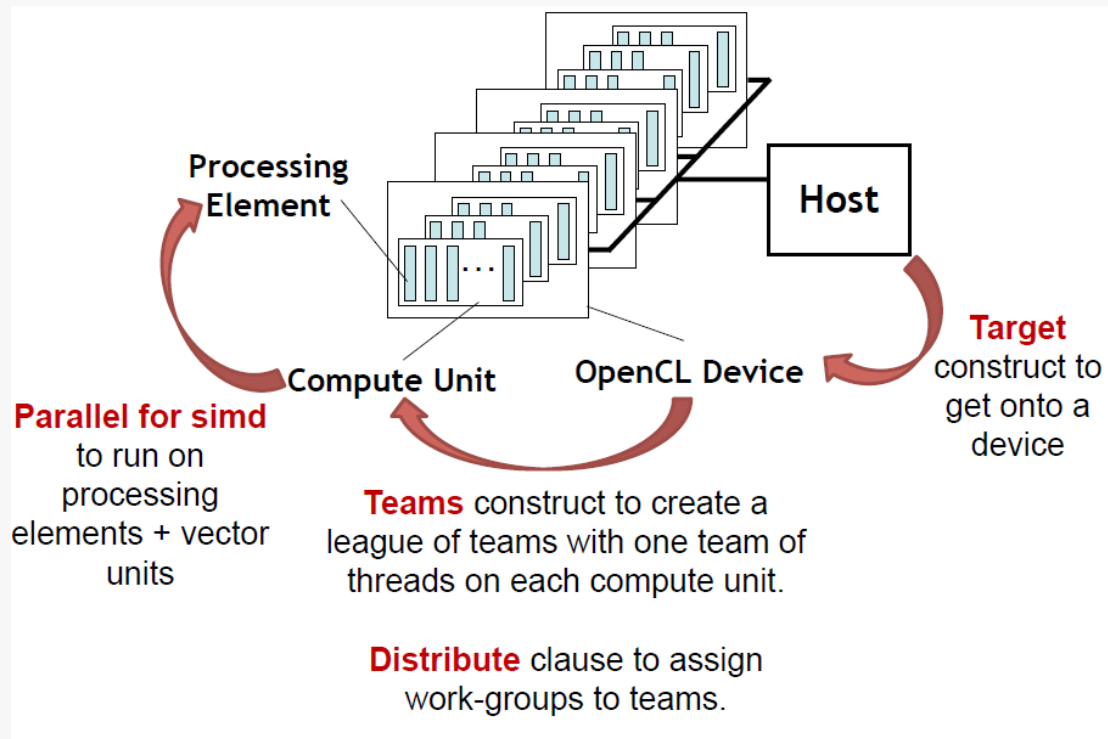 Processing
Element
Host
...
Compute Unit
OpenCL Device
Target
construct to
get onto a
device
Parallel for simd
to run on
processing
elements + vector
units
Teams construct to create a
league of teams with one team of
threads on each compute unit.
Distribute clause to assign
work-groups to teams.